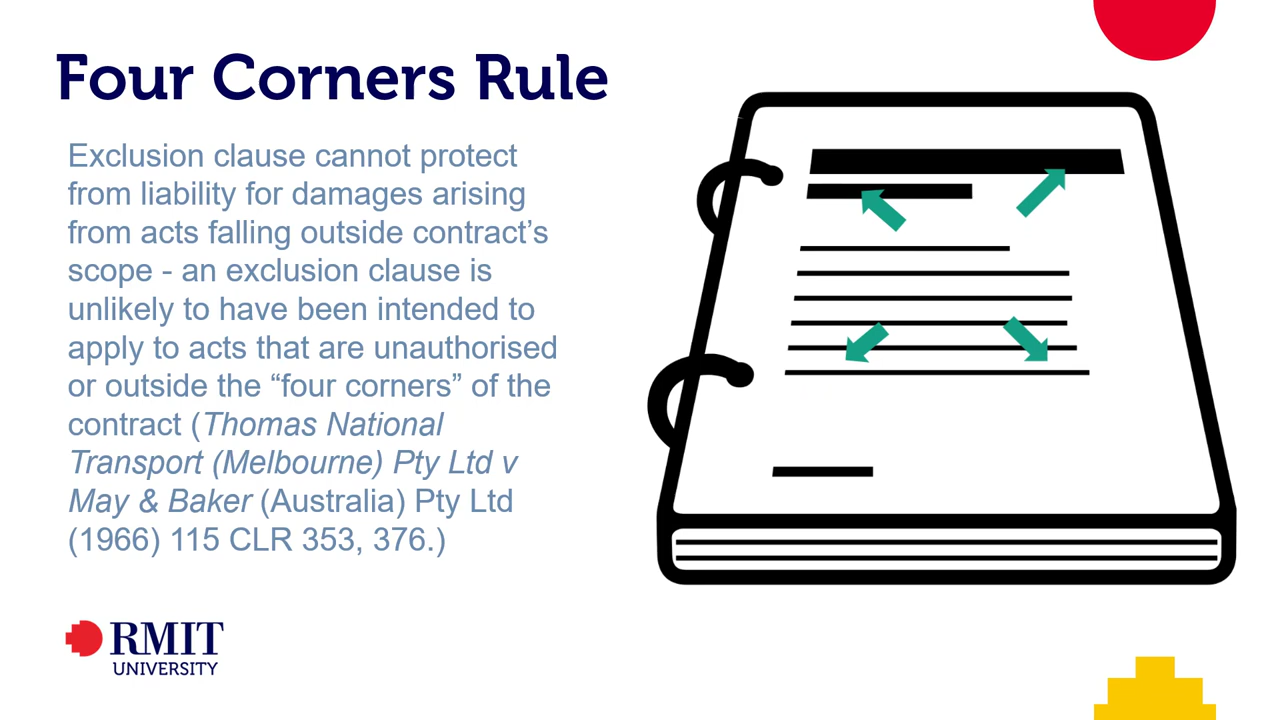 Four Corners Rule
Exclusion clause cannot protect
from liability for damages arising
from acts falling outside contract’s
scope - an exclusion clause is
unlikely to have been intended to
apply to acts that are unauthorised
or outside the “four corners” of the
contract (Thomas National
Transport (Melbourne) Pty Ltd v
May & Baker (Australia) Pty Ltd
(1966) 115 CLR 353, 376.)
RMIT
UNIVERSITY